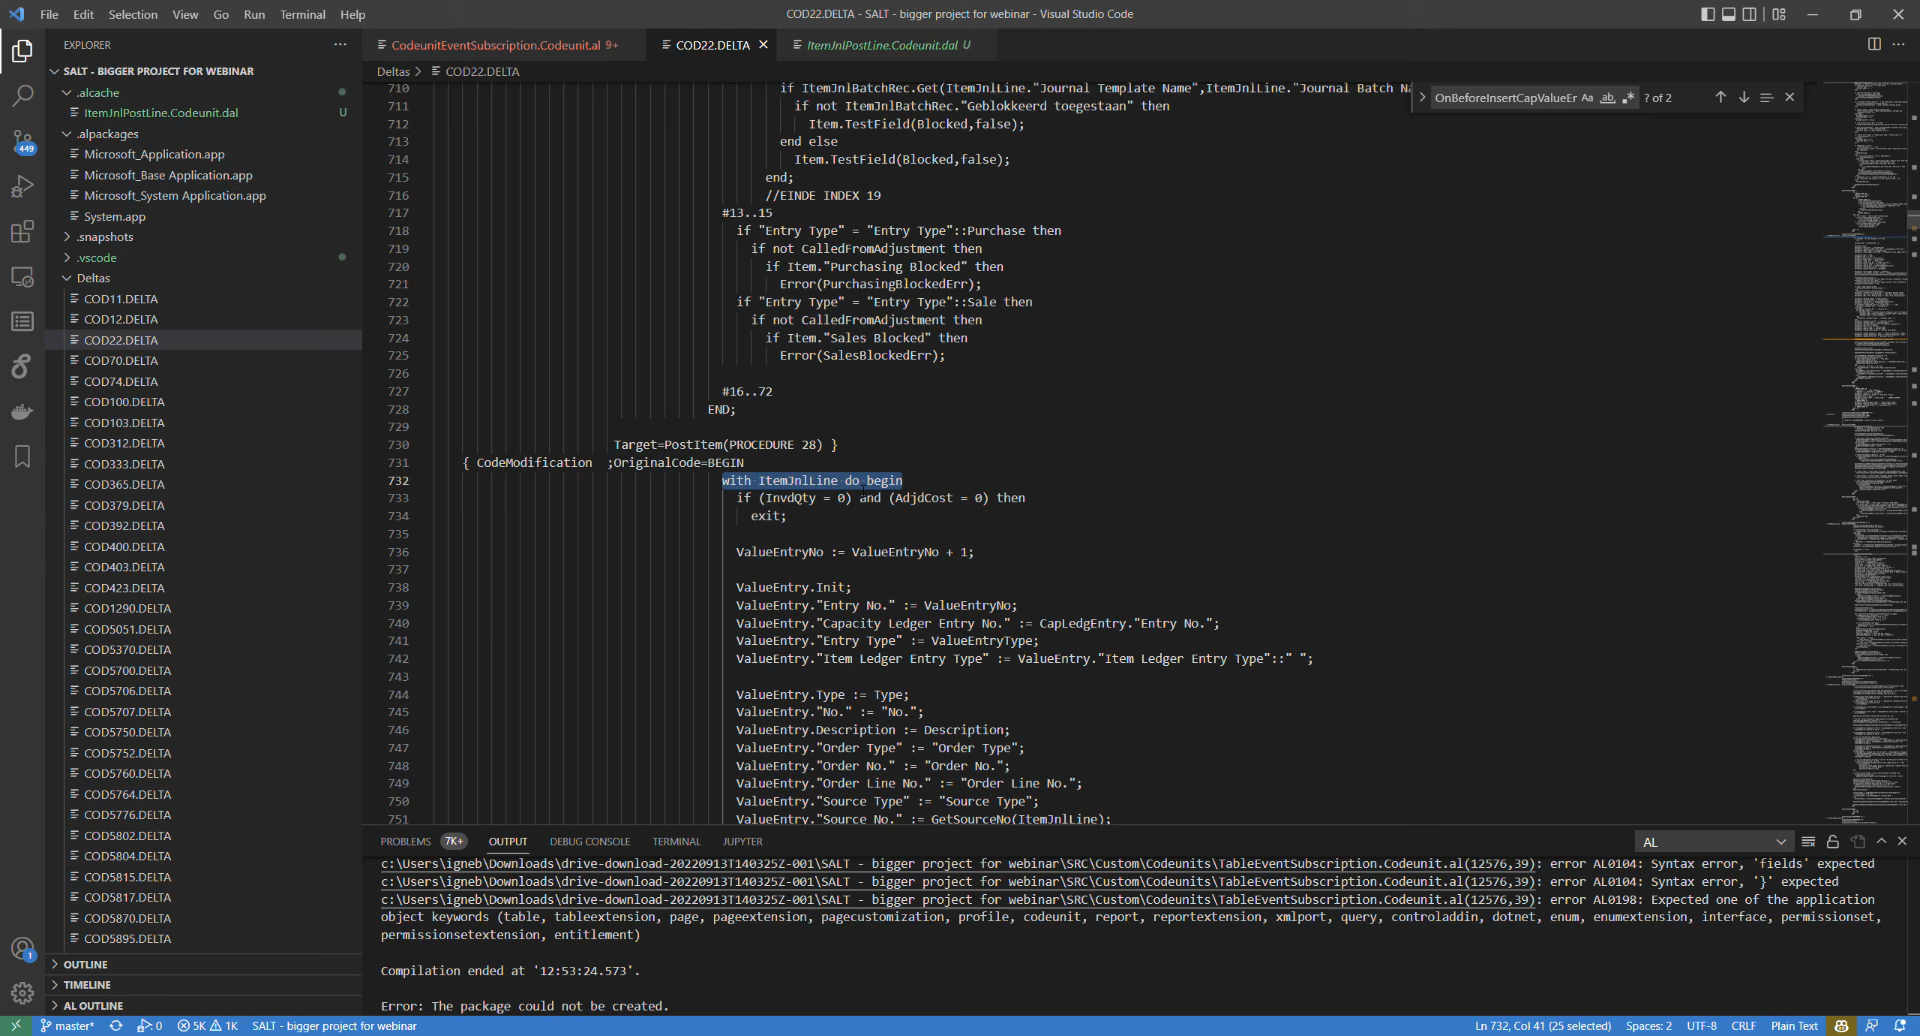 File Edit Selection View Go Run Terminal Help
COD22.DELTA - SALT - bigger project for webinar - Visual Studio Code
EXPLORER
CodeunitEventSubscription.Codeunit.al 9+
COD22.DELTA
ItemJnlPostLine.Codeunit.dal U
SALT - BIGGER PROJECT FOR WEBINAR
Deltas > COD22.DELTA
.alcache
ItemJnlPostLine.Codeunit.dal U
.alpackages
Microsoft_Application.app
Microsoft_Base Application.app
Microsoft_System Application.app
System.app
.snapshots
.vscode
Deltas
COD11.DELTA
COD12.DELTA
COD22.DELTA
COD70.DELTA
COD74.DELTA
COD100.DELTA
COD103.DELTA
COD312.DELTA
COD333.DELTA
COD365.DELTA
COD379.DELTA
COD392.DELTA
COD400.DELTA
COD403.DELTA
COD423.DELTA
COD1290.DELTA
COD5051.DELTA
COD5370.DELTA
COD5700.DELTA
COD5706.DELTA
COD5707.DELTA
COD5750.DELTA
COD5752.DELTA
COD5760.DELTA
COD5764.DELTA
COD5776.DELTA
COD5802.DELTA
COD5804.DELTA
COD5815.DELTA
COD5817.DELTA
COD5870.DELTA
COD5895.DELTA
OUTLINE
TIMELINE
AL OUTLINE
449
1
OnBeforeInsertCapValueEr Aa ab .* ? of 2
710 if ItemJnlBatchRec.Get(ItemJnlLine."Journal Template Name",ItemJnlLine."Journal Batch Na
711 if not ItemJnlBatchRec."Geblokkeerd toegestaan" then
712 Item.TestField(Blocked,false);
713 end else
714 Item.TestField(Blocked,false);
715 end;
716 //EINDE INDEX 19
717 #13..15
718 if "Entry Type" = "Entry Type"::Purchase then
719 if not CalledFromAdjustment then
720 if Item."Purchasing Blocked" then
721 Error(PurchasingBlockedErr);
722 if "Entry Type" = "Entry Type"::Sale then
723 if not CalledFromAdjustment then
724 if Item."Sales Blocked" then
725 Error(SalesBlockedErr);
726
727 #16..72
728 END;
729
730 Target=PostItem(PROCEDURE 28) }
731 { CodeModification ;OriginalCode=BEGIN
732 with ItemJnlLine do begin
733 if (InvdQty = 0) and (AdjdCost = 0) then
734 exit;
735
736 ValueEntryNo := ValueEntryNo + 1;
737
738 ValueEntry.Init;
739 ValueEntry."Entry No." := ValueEntryNo;
740 ValueEntry."Capacity Ledger Entry No." := CapLedgEntry."Entry No.";
741 ValueEntry."Entry Type" := ValueEntryType;
742 ValueEntry."Item Ledger Entry Type" := ValueEntry."Item Ledger Entry Type"::" ";
743
744 ValueEntry.Type := Type;
745 ValueEntry."No." := "No.";
746 ValueEntry.Description := Description;
747 ValueEntry."Order Type" := "Order Type";
748 ValueEntry."Order No." := "Order No.";
749 ValueEntry."Order Line No." := "Order Line No.";
750 ValueEntry."Source Type" := "Source Type";
751 ValueEntry."Source No." := GetSourceNo(ItemJnlLine);
PROBLEMS 7K+ OUTPUT DEBUG CONSOLE TERMINAL JUPYTER AL
c:\Users\igneb\Downloads\drive-download-20220913T140325Z-001\SALT - bigger project for webinar\SRC\Custom\Codeunits\TableEventSubscription.Codeunit.al(12576,39): error AL0104: Syntax error, 'fields' expected
c:\Users\igneb\Downloads\drive-download-20220913T140325Z-001\SALT - bigger project for webinar\SRC\Custom\Codeunits\TableEventSubscription.Codeunit.al(12576,39): error AL0104: Syntax error, '}' expected
c:\Users\igneb\Downloads\drive-download-20220913T140325Z-001\SALT - bigger project for webinar\SRC\Custom\Codeunits\TableEventSubscription.Codeunit.al(12576,39): error AL0198: Expected one of the application
object keywords (table, tableextension, page, pageextension, pagecustomization, profile, codeunit, report, reportextension, xmlport, query, controladdin, dotnet, enum, enumextension, interface, permissionset,
permissionsetextension, entitlement)
Compilation ended at '12:53:24.573'.
Error: The package could not be created.
master* 0 5K 1K SALT - bigger project for webinar
Ln 732, Col 41 (25 selected) Spaces: 2 UTF-8 CRLF Plain Text